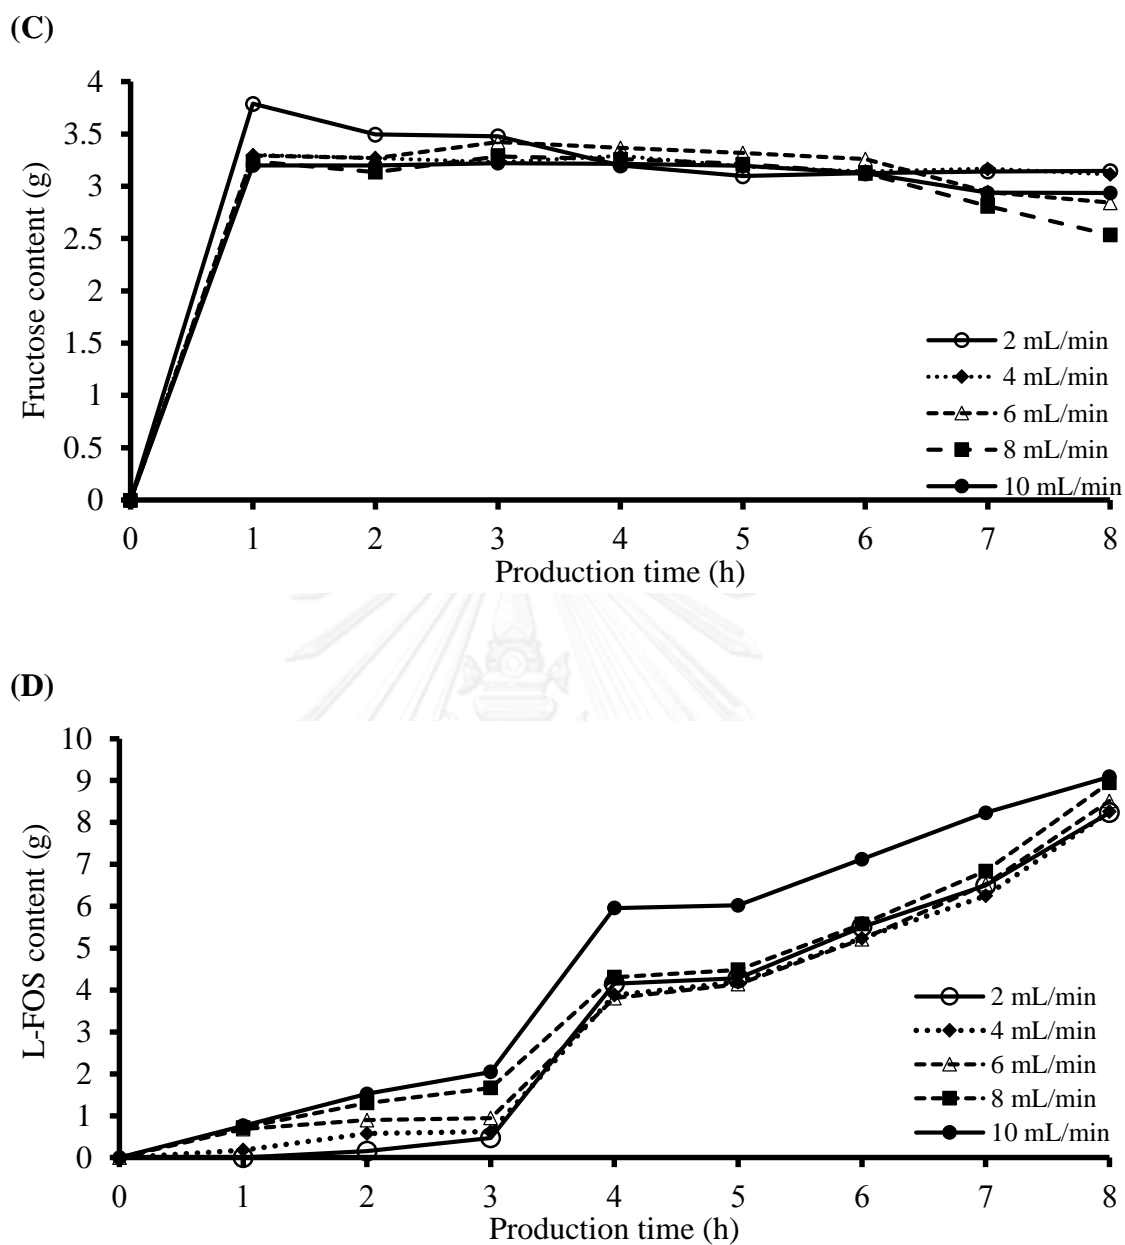 (C)
4
3.5
3
2.5
2
1.5
1
0.5
0
Fructose content (g)
0 1 2 3 4 5 6 7 8
Production time (h)
2 mL/min
4 mL/min
6 mL/min
8 mL/min
10 mL/min
(D)
10
9
8
7
6
5
4
3
2
1
0
L-FOS content (g)
0 1 2 3 4 5 6 7 8
Production time (h)
2 mL/min
4 mL/min
6 mL/min
8 mL/min
10 mL/min